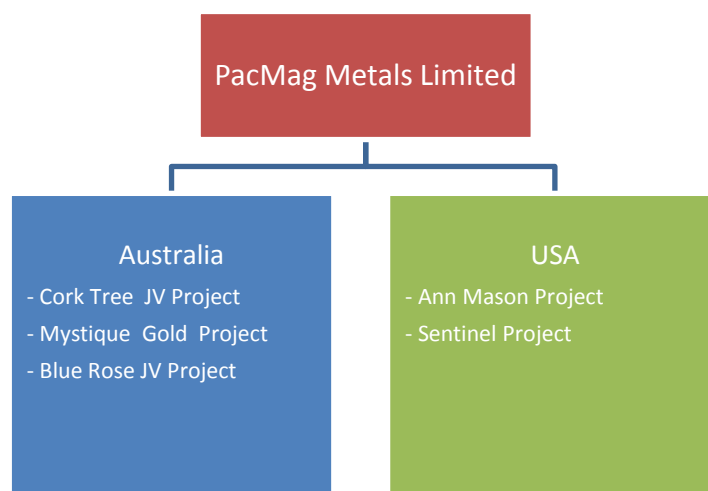 PacMag Metals Limited
Australia
- Cork Tree JV Project
- Mystique Gold Project
- Blue Rose JV Project
USA
- Ann Mason Project
- Sentinel Project